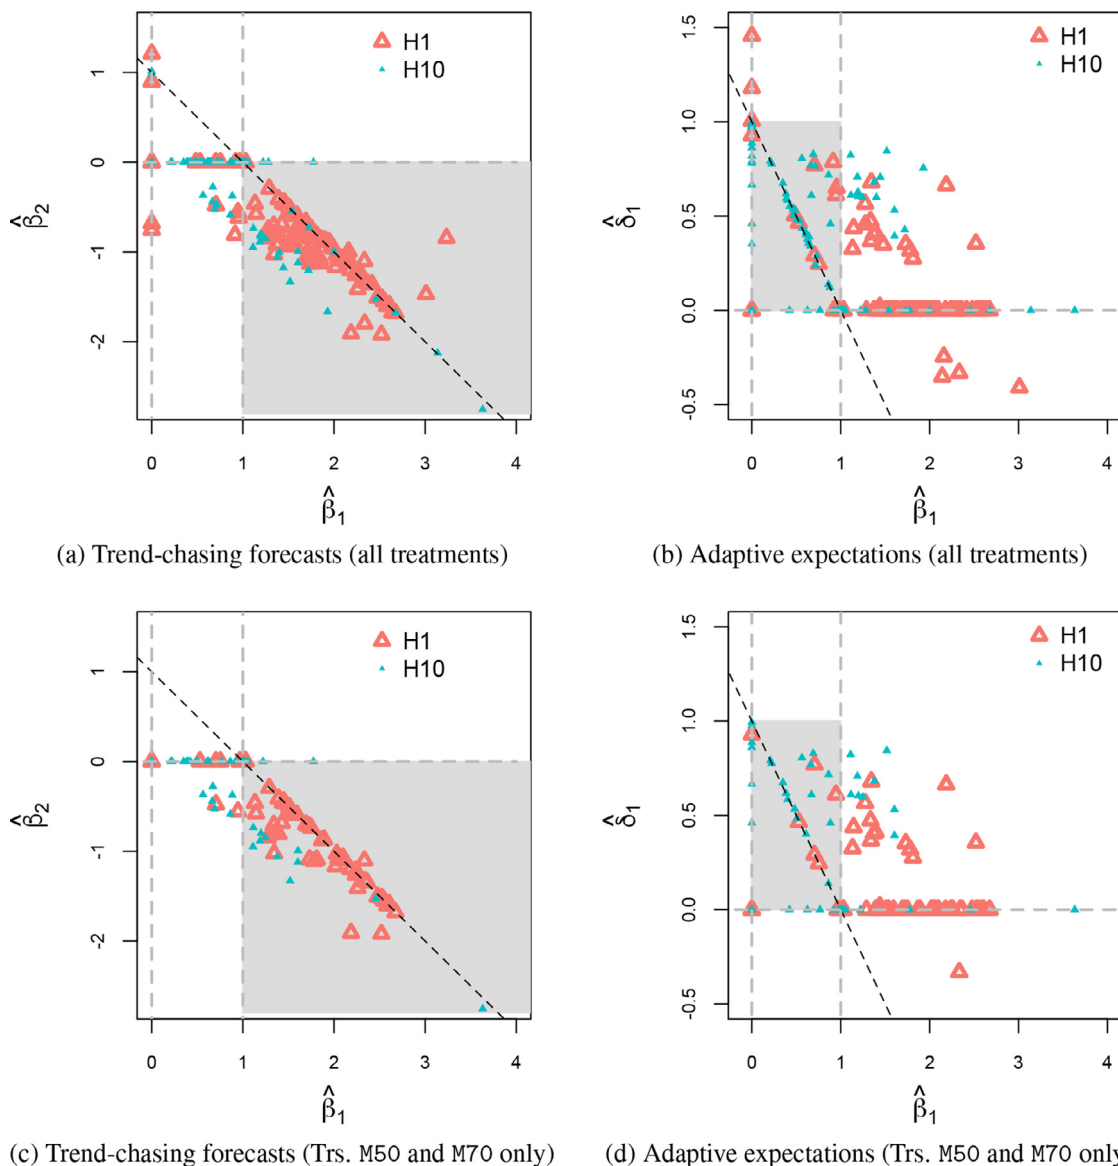 H1
H10
1
0
-1
-2
β̂₂
0 1 2 3 4
β̂₁
(a) Trend-chasing forecasts (all treatments)
H1
H10
1.5
1.0
0.5
0.0
-0.5
δ̂₁
0 1 2 3 4
β̂₁
(b) Adaptive expectations (all treatments)
H1
H10
1
0
-1
-2
β̂₂
0 1 2 3 4
β̂₁
(c) Trend-chasing forecasts (Trs. M50 and M70 only)
H1
H10
1.5
1.0
0.5
0.0
-0.5
δ̂₁
0 1 2 3 4
β̂₁
(d) Adaptive expectations (Trs. M50 and M70 only